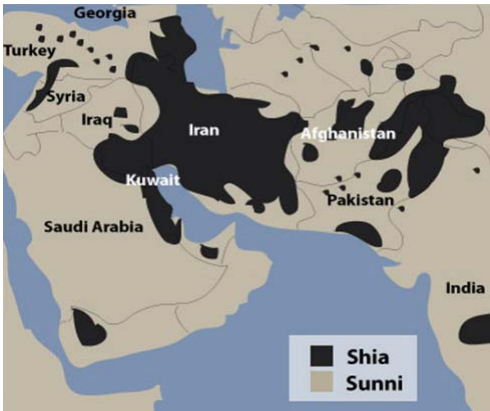 Georgia
Turkey
Syria
Iraq
Iran
Afghanistan
Kuwait
Pakistan
Saudi Arabia
India
Shia
Sunni